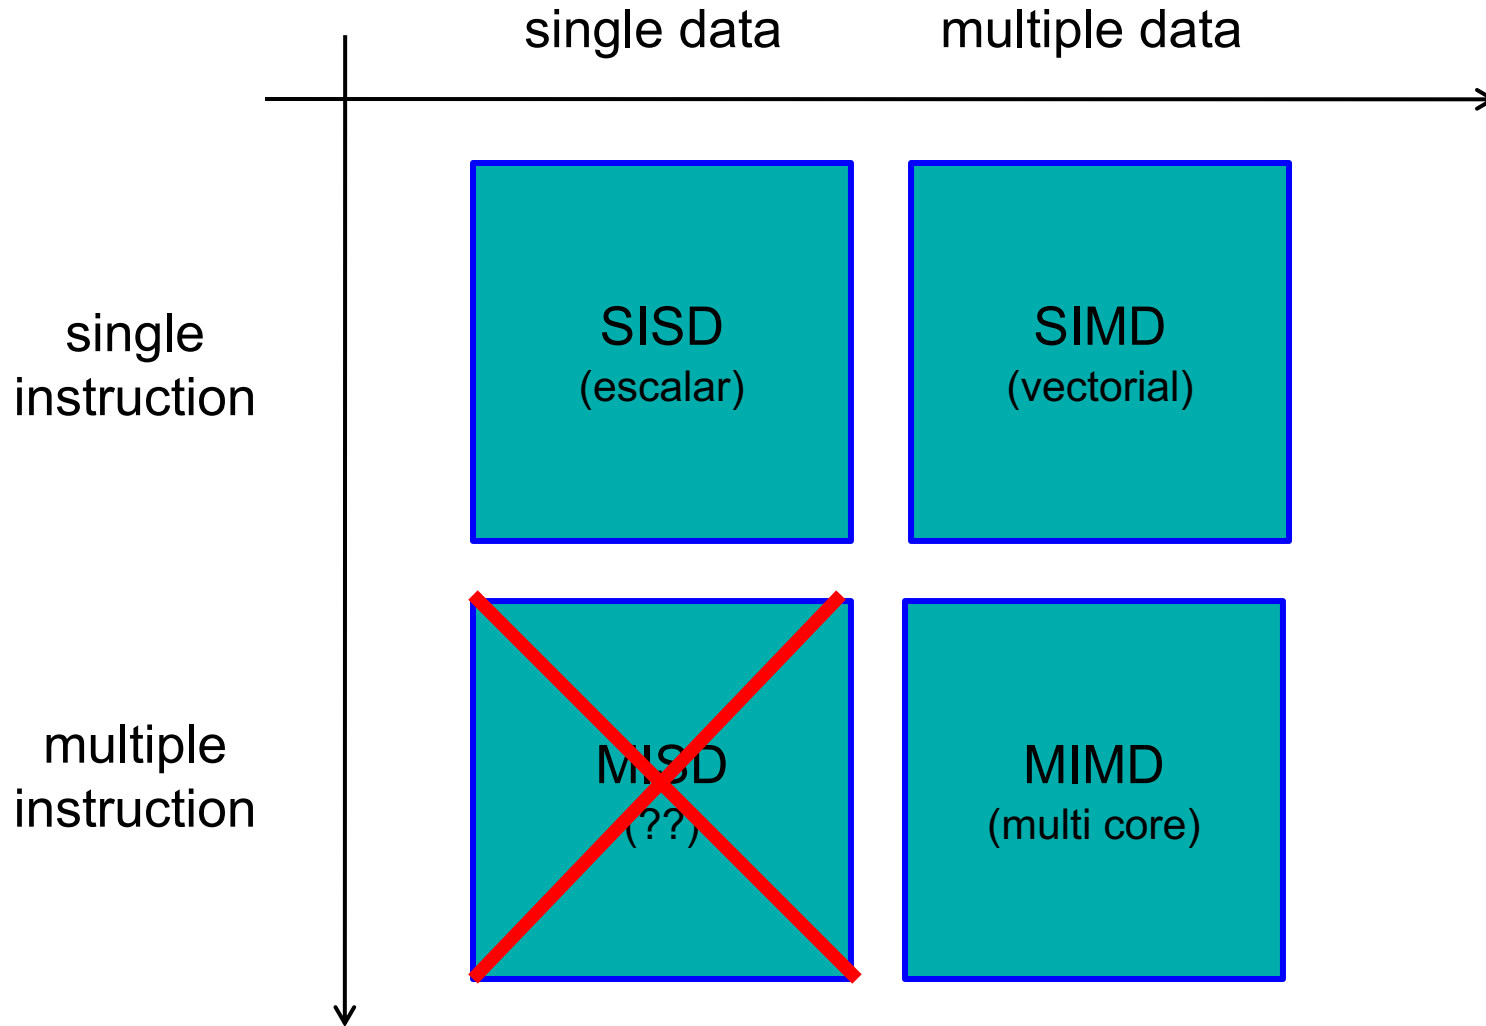 single data
multiple data
single
instruction
SISD
(escalar)
SIMD
(vectorial)
multiple
instruction
MISD
(??)
MIMD
(multi core)